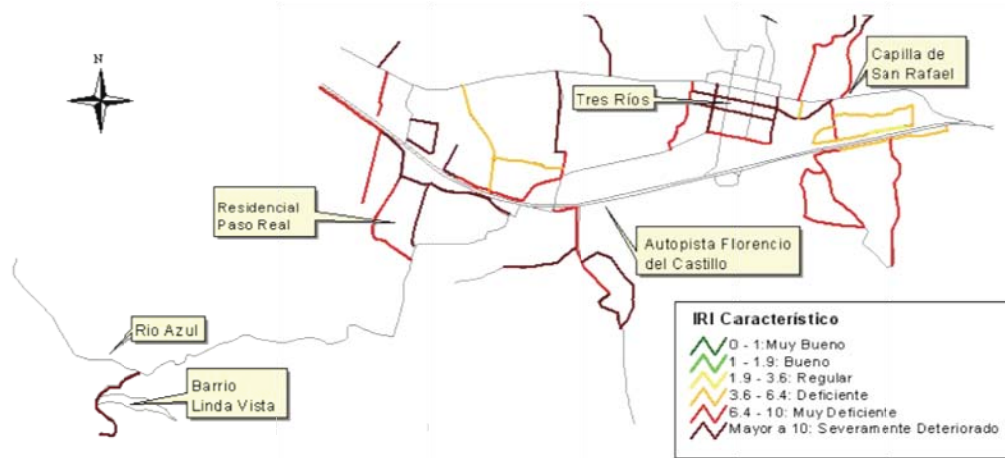 N
Capilla de
San Rafael
Tres Ríos
Residencial
Paso Real
Autopista Florencio
del Castillo
Rio Azul
Barrio
Linda Vista
IRI Característico
0 - 1:Muy Bueno
1 - 1.9: Bueno
1.9 - 3.6: Regular
3.6 - 6.4: Deficiente
6.4 - 10: Muy Deficiente
Mayor a 10: Severamente Deteriorado